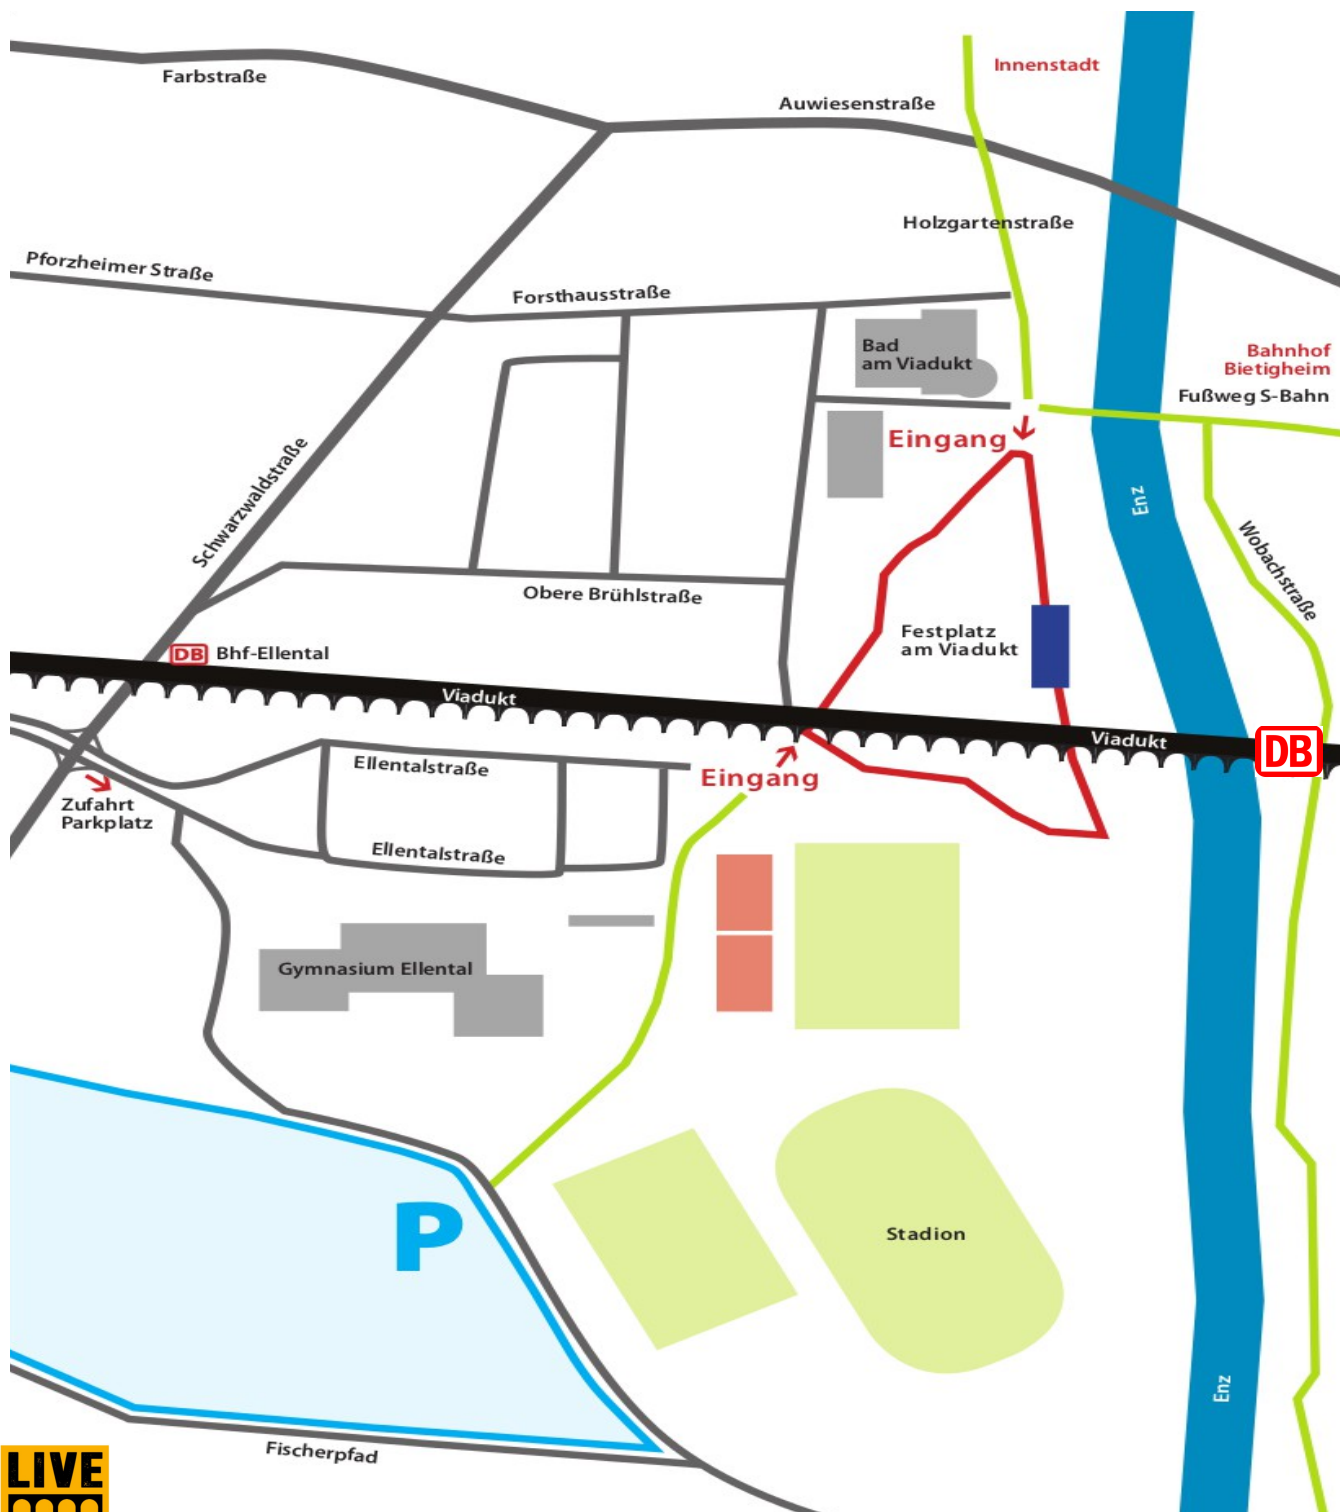 Innenstadt
Farbstraße
Auwiesenstraße
Holzgartenstraße
Pforzheimer Straße
Forsthausstraße
Bad
am Viadukt
Bahnhof
Bietigheim
Fußweg S-Bahn
Eingang
Schwarzwaldstraße
Enz
Wobachstraße
Obere Brühlstraße
Festplatz
am Viadukt
DB Bhf-Ellental
Viadukt
Viadukt
DB
Ellentalstraße
Eingang
Zufahrt
Parkplatz
Ellentalstraße
Gymnasium Ellental
P
Stadion
Enz
Fischerpfad
LIVE